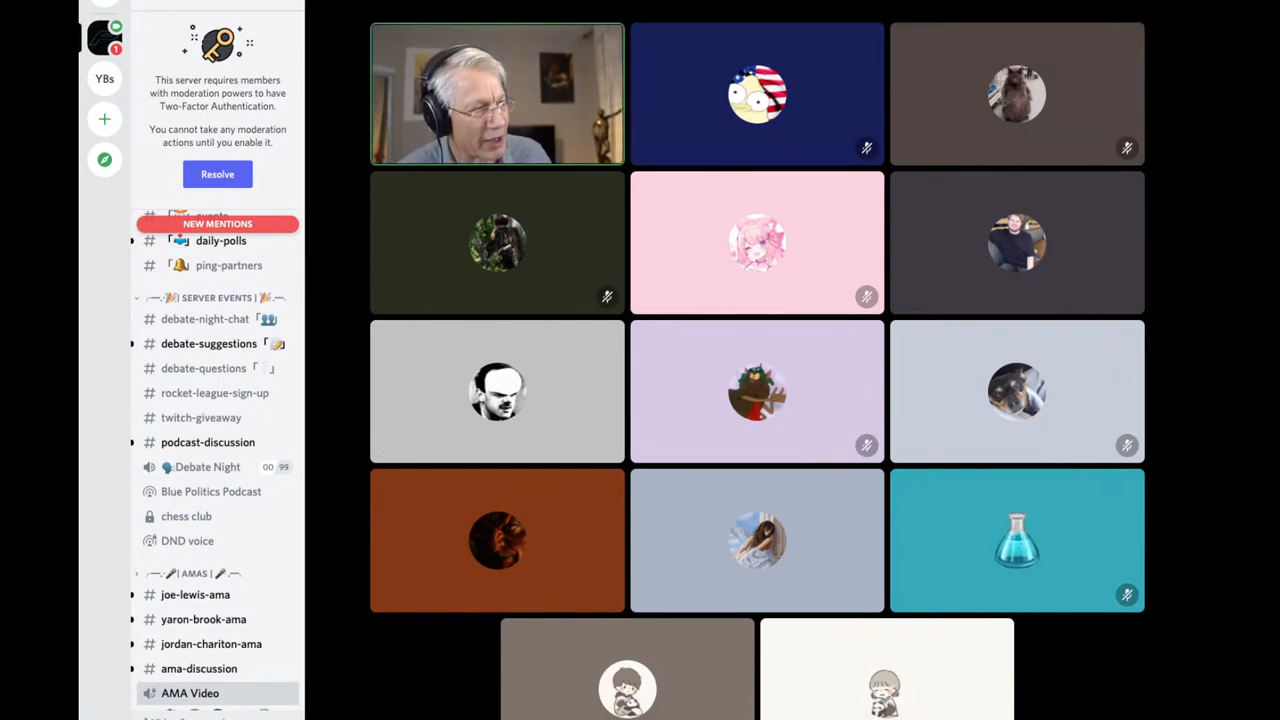 This server requires members
with moderation powers to have
Two-Factor Authentication.
You cannot take any moderation
actions until you enable it.
Resolve
1
YBs
events
NEW MENTIONS
# daily-polls
# ping-partners
| SERVER EVENTS |
# debate-night-chat
# debate-suggestions
# debate-questions
# rocket-league-sign-up
# twitch-giveaway
# podcast-discussion
Debate Night 00 99
Blue Politics Podcast
chess club
DND voice
| AMAS |
# joe-lewis-ama
# yaron-brook-ama
# jordan-chariton-ama
# ama-discussion
AMA Video